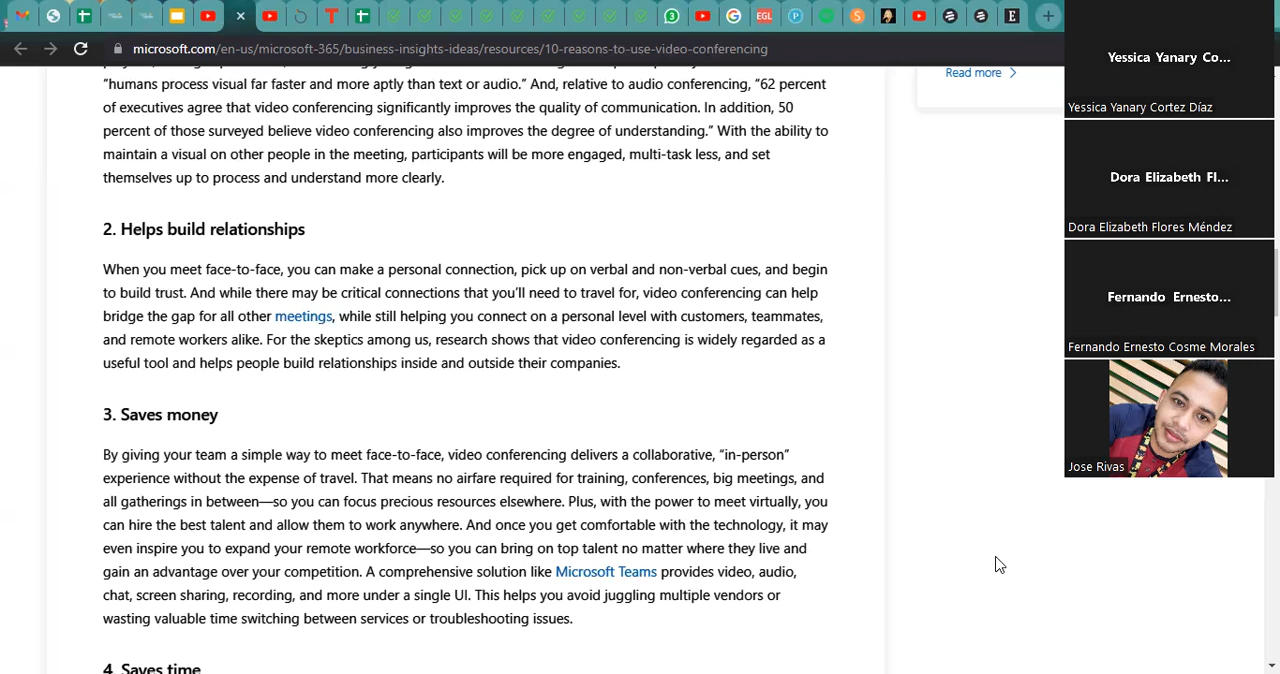 3
EGL
microsoft.com/en-us/microsoft-365/business-insights-ideas/resources/10-reasons-to-use-video-conferencing
"humans process visual far faster and more aptly than text or audio." And, relative to audio conferencing, "62 percent
of executives agree that video conferencing significantly improves the quality of communication. In addition, 50
percent of those surveyed believe video conferencing also improves the degree of understanding." With the ability to
maintain a visual on other people in the meeting, participants will be more engaged, multi-task less, and set
themselves up to process and understand more clearly.
2. Helps build relationships
When you meet face-to-face, you can make a personal connection, pick up on verbal and non-verbal cues, and begin
to build trust. And while there may be critical connections that you'll need to travel for, video conferencing can help
bridge the gap for all other meetings, while still helping you connect on a personal level with customers, teammates,
and remote workers alike. For the skeptics among us, research shows that video conferencing is widely regarded as a
useful tool and helps people build relationships inside and outside their companies.
3. Saves money
By giving your team a simple way to meet face-to-face, video conferencing delivers a collaborative, "in-person"
experience without the expense of travel. That means no airfare required for training, conferences, big meetings, and
all gatherings in between—so you can focus precious resources elsewhere. Plus, with the power to meet virtually, you
can hire the best talent and allow them to work anywhere. And once you get comfortable with the technology, it may
even inspire you to expand your remote workforce—so you can bring on top talent no matter where they live and
gain an advantage over your competition. A comprehensive solution like Microsoft Teams provides video, audio,
chat, screen sharing, recording, and more under a single UI. This helps you avoid juggling multiple vendors or
wasting valuable time switching between services or troubleshooting issues.
4. Saves time
Read more
Yessica Yanary Co...
Yessica Yanary Cortez Díaz
Dora Elizabeth Fl...
Dora Elizabeth Flores Méndez
Fernando Ernesto...
Fernando Ernesto Cosme Morales
Jose Rivas